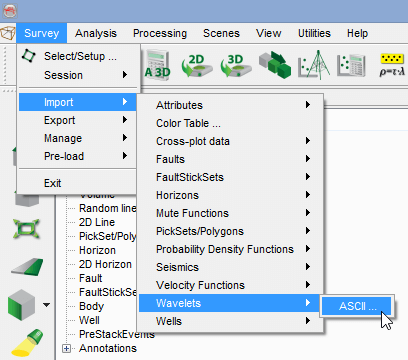 Survey Analysis Processing Scenes View Utilities Help
Select/Setup ...
Session
A 3D 2D 3D ρ=τ·λ
Import
Export
Manage
Pre-load
Exit
Attributes
Color Table ...
Cross-plot data
Faults
FaultStickSets
Horizons
Mute Functions
PickSets/Polygons
Probability Density Functions
Seismics
Velocity Functions
Wavelets
Wells
ASCII ...
Volume
Random line
2D Line
PickSet/Poly
3D Horizon
2D Horizon
Fault
FaultStickSe
Body
Well
PreStackEvents
Annotations